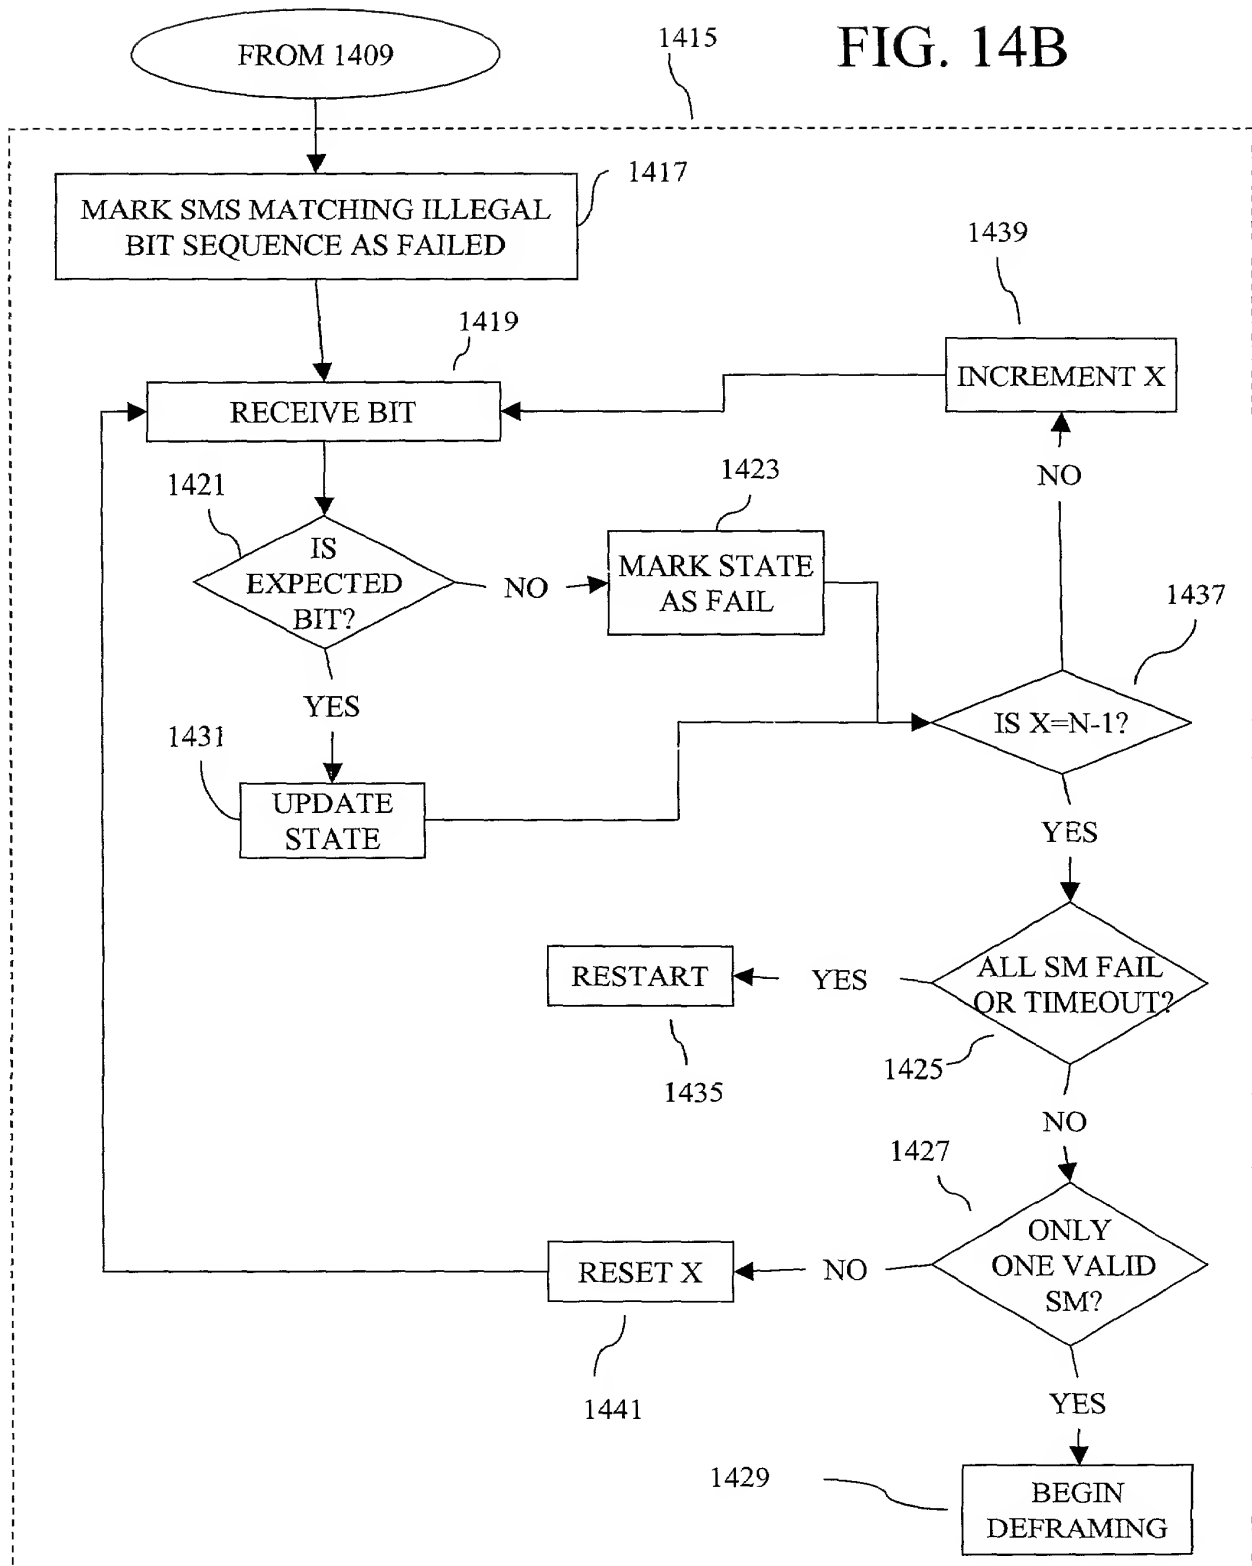 FROM 1409
1415
FIG. 14B
1417
MARK SMS MATCHING ILLEGAL
BIT SEQUENCE AS FAILED
1439
1419
INCREMENT X
RECEIVE BIT
NO
1421
1423
IS
EXPECTED
BIT?
NO
MARK STATE
AS FAIL
1437
YES
IS X=N-1?
1431
UPDATE
STATE
YES
ALL SM FAIL
OR TIMEOUT?
YES
RESTART
1425
1435
NO
1427
ONLY
ONE VALID
SM?
NO
RESET X
1441
YES
1429
BEGIN
DEFRAMING